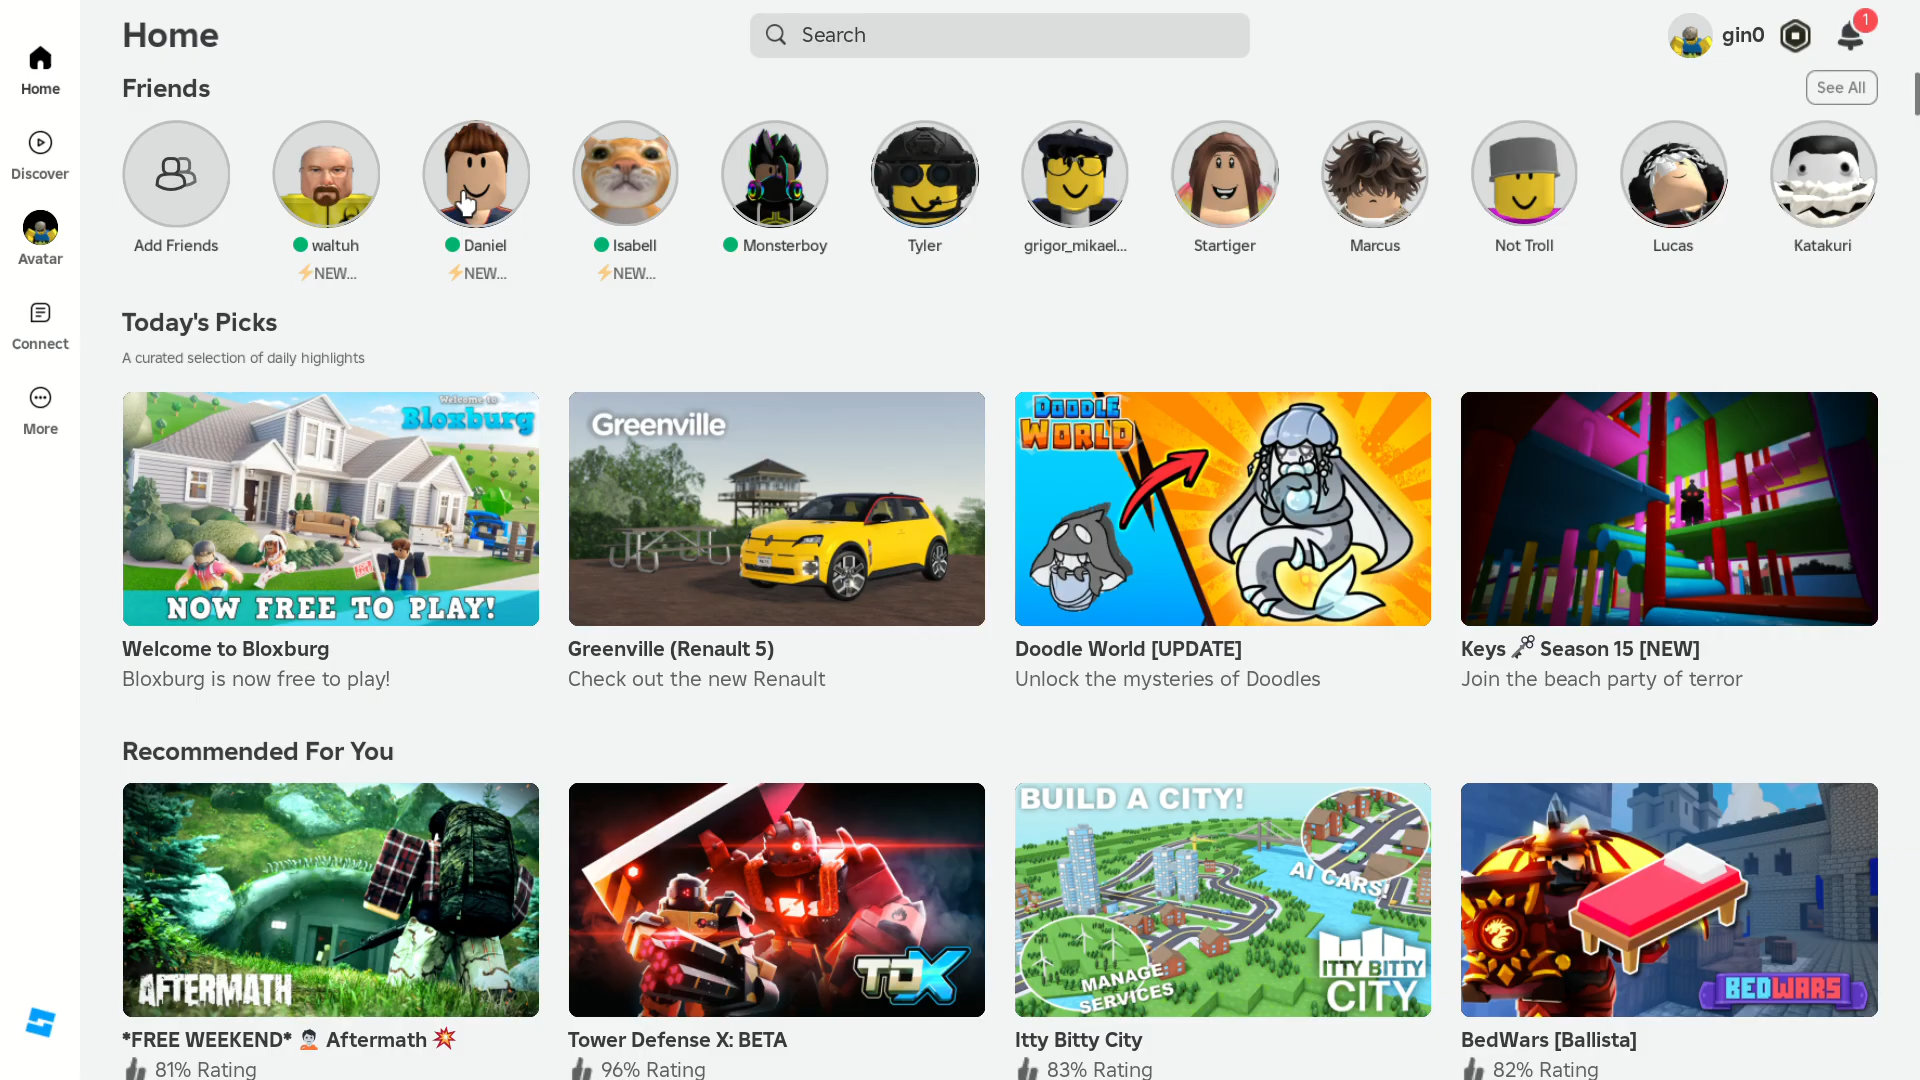 Home
Search
gin0
1
Home
Discover
Avatar
Connect
More
Friends
See All
Add Friends
waltuh
⚡NEW...
Daniel
⚡NEW...
Isabell
⚡NEW...
Monsterboy
Tyler
grigor_mikael...
Startiger
Marcus
Not Troll
Lucas
Katakuri
Today's Picks
A curated selection of daily highlights
Welcome to
Bloxburg
NOW FREE TO PLAY!
Greenville
DOODLE
WORLD
Welcome to Bloxburg
Bloxburg is now free to play!
Greenville (Renault 5)
Check out the new Renault
Doodle World [UPDATE]
Unlock the mysteries of Doodles
Keys 🗝 Season 15 [NEW]
Join the beach party of terror
Recommended For You
AFTERMATH
TDX
BUILD A CITY!
AI CARS!
MANAGE
SERVICES
ITTY BITTY
CITY
BEDWARS
*FREE WEEKEND* 🧟 Aftermath 💥
81% Rating
Tower Defense X: BETA
96% Rating
Itty Bitty City
83% Rating
BedWars [Ballista]
82% Rating